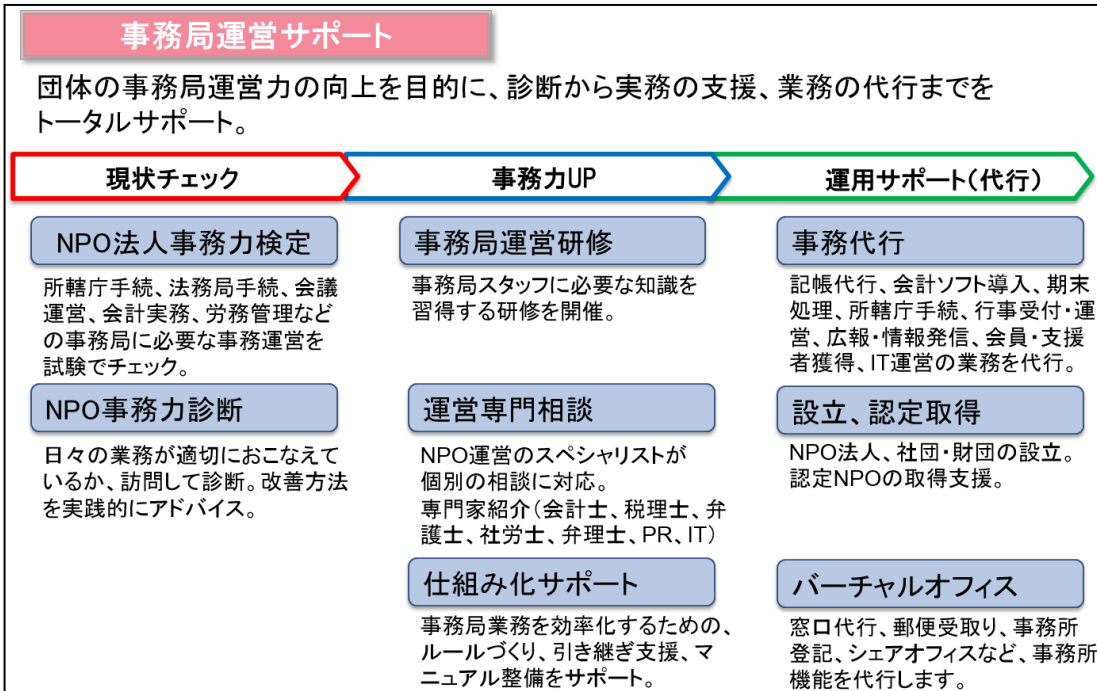 事務局運営サポート
団体の事務局運営力の向上を目的に、診断から実務の支援、業務の代行までを
トータルサポート。
現状チェック
事務力UP
運用サポート(代行)
NPO法人事務力検定
所轄庁手続、法務局手続、会議
運営、会計実務、労務管理など
の事務局に必要な事務運営を
試験でチェック。
NPO事務力診断
日々の業務が適切におこなえて
いるか、訪問して診断。改善方法
を実践的にアドバイス。
事務局運営研修
事務局スタッフに必要な知識を
習得する研修を開催。
運営専門相談
NPO運営のスペシャリストが
個別の相談に対応。
専門家紹介(会計士、税理士、弁
護士、社労士、弁理士、PR、IT)
仕組み化サポート
事務局業務を効率化するための、
ルールづくり、引き継ぎ支援、マ
ニュアル整備をサポート。
事務代行
記帳代行、会計ソフト導入、期末
処理、所轄庁手続、行事受付・運
営、広報・情報発信、会員・支援
者獲得、IT運営の業務を代行。
設立、認定取得
NPO法人、社団・財団の設立。
認定NPOの取得支援。
バーチャルオフィス
窓口代行、郵便受取り、事務所
登記、シェアオフィスなど、事務所
機能を代行します。